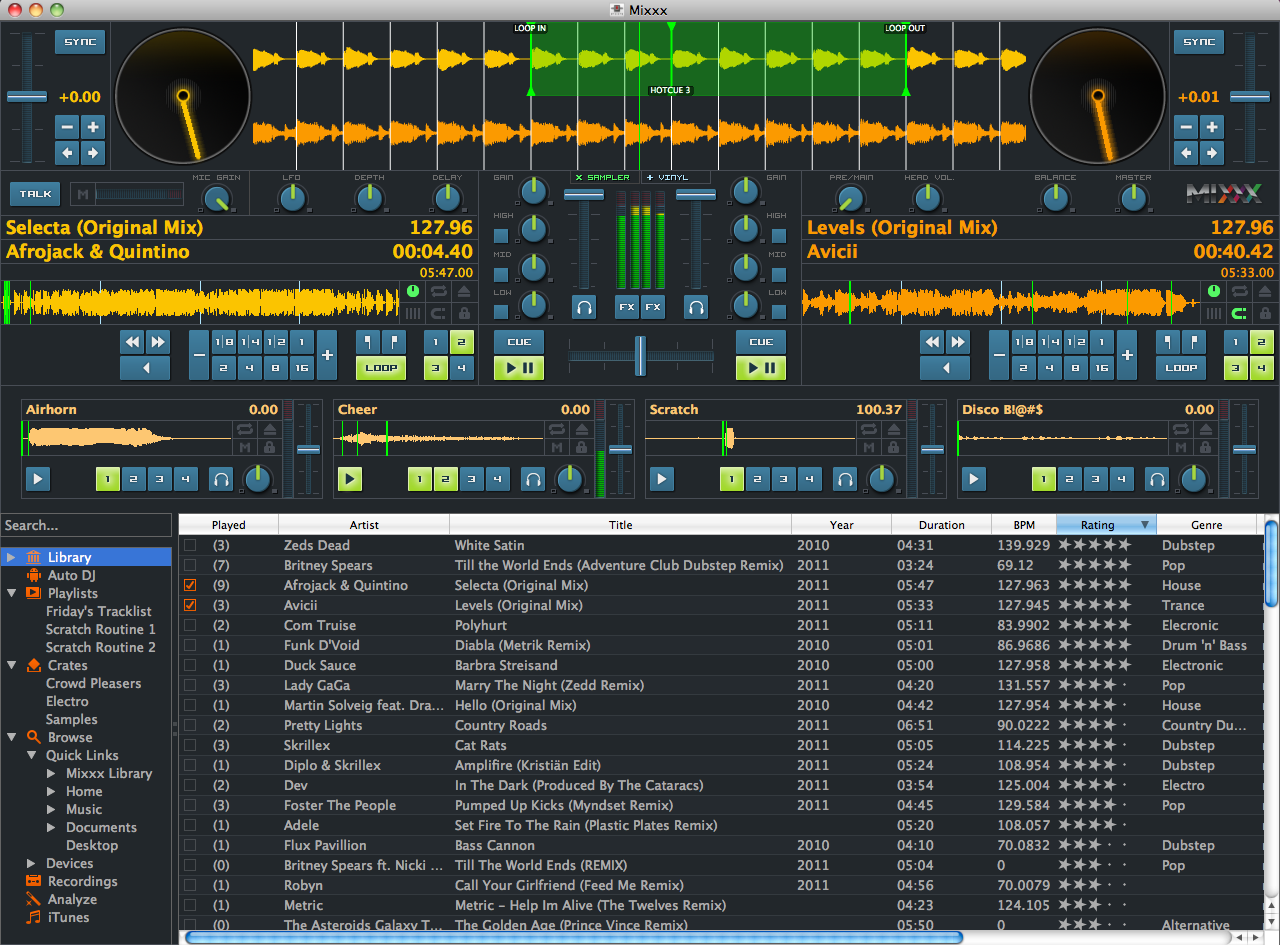 Mixxx
LOOP IN LOOP OUT
SYNC SYNC
+0.00 HOTCUE 3 +0.01
− + − +
TALK M MIC GAIN LFO DEPTH DELAY GAIN × SAMPLER + VINYL GAIN PRE/MAIN HEAD VOL. BALANCE MASTER MIXXX
Selecta (Original Mix) 127.96 HIGH HIGH Levels (Original Mix) 127.96
Afrojack & Quintino 00:04.40 MID MID Avicii 00:40.42
05:47.00 05:33.00
LOW FX FX LOW
− 1/8 1/4 1/2 1 + 1 2 CUE CUE − 1/8 1/4 1/2 1 + 1 2
2 4 8 16 LOOP 3 4 2 4 8 16 LOOP 3 4
Airhorn 0.00 Cheer 0.00 Scratch 100.37 Disco B!@#$ 0.00
M M M M
1 2 3 4 1 2 3 4 1 2 3 4 1 2 3 4
Search...
Library
Auto DJ
Playlists
Friday's Tracklist
Scratch Routine 1
Scratch Routine 2
Crates
Crowd Pleasers
Electro
Samples
Browse
Quick Links
Mixxx Library
Home
Music
Documents
Desktop
Devices
Recordings
Analyze
iTunes
Played Artist Title Year Duration BPM Rating Genre
(3) Zeds Dead White Satin 2010 04:31 139.929 Dubstep
(7) Britney Spears Till the World Ends (Adventure Club Dubstep Remix) 2011 03:24 69.12 Pop
(9) Afrojack & Quintino Selecta (Original Mix) 2011 05:47 127.963 House
(3) Avicii Levels (Original Mix) 2011 05:33 127.945 Trance
(2) Com Truise Polyhurt 2011 05:11 83.9902 Elecronic
(1) Funk D'Void Diabla (Metrik Remix) 2010 05:01 86.9686 Drum 'n' Bass
(1) Duck Sauce Barbra Streisand 2010 05:00 127.958 Electronic
(3) Lady GaGa Marry The Night (Zedd Remix) 2011 04:20 131.557 Pop
(1) Martin Solveig feat. Dra... Hello (Original Mix) 2010 04:42 127.954 House
(2) Pretty Lights Country Roads 2011 06:51 90.0222 Country Du...
(3) Skrillex Cat Rats 2011 05:05 114.225 Dubstep
(1) Diplo & Skrillex Amplifire (Kristiän Edit) 2011 05:24 108.954 Dubstep
(2) Dev In The Dark (Produced By The Cataracs) 2011 03:54 125.004 Electro
(3) Foster The People Pumped Up Kicks (Myndset Remix) 2011 04:45 129.584 Pop
(1) Adele Set Fire To The Rain (Plastic Plates Remix) 05:20 108.057
(1) Flux Pavillion Bass Cannon 2010 04:10 70.0832 Dubstep
(0) Britney Spears ft. Nicki ... Till The World Ends (REMIX) 2011 05:04 0 Pop
(1) Robyn Call Your Girlfriend (Feed Me Remix) 2011 04:56 70.0079
(1) Metric Metric - Help Im Alive (The Twelves Remix) 04:23 124.105
(0) The Asteroids Galaxy T... The Golden Age (Prince Vince Remix) 05:50 0 Alternative